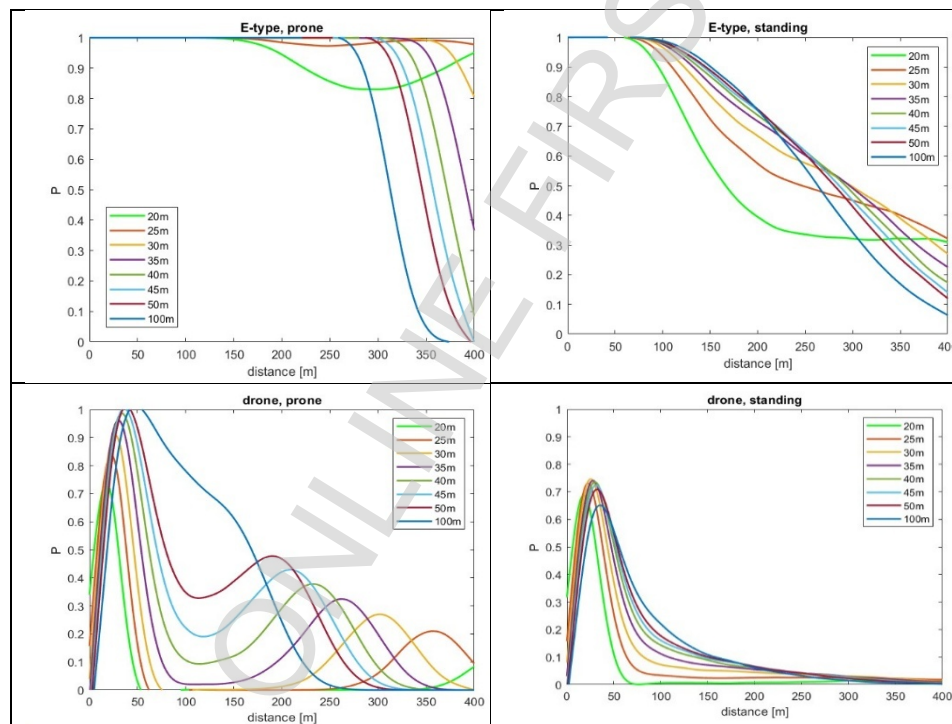 E-type, prone
1
0.9
0.8
0.7
0.6
0.5
0.4
0.3
0.2
0.1
0
P
20m
25m
30m
35m
40m
45m
50m
100m
0 50 100 150 200 250 300 350 400
distance [m]
E-type, standing
1
0.9
0.8
0.7
0.6
0.5
0.4
0.3
0.2
0.1
0
P
20m
25m
30m
35m
40m
45m
50m
100m
0 50 100 150 200 250 300 350 400
distance [m]
drone, prone
1
0.9
0.8
0.7
0.6
0.5
0.4
0.3
0.2
0.1
0
P
20m
25m
30m
35m
40m
45m
50m
100m
0 50 100 150 200 250 300 350 400
distance [m]
drone, standing
1
0.9
0.8
0.7
0.6
0.5
0.4
0.3
0.2
0.1
0
P
20m
25m
30m
35m
40m
45m
50m
100m
0 50 100 150 200 250 300 350 400
distance [m]
ONLINE FIRS